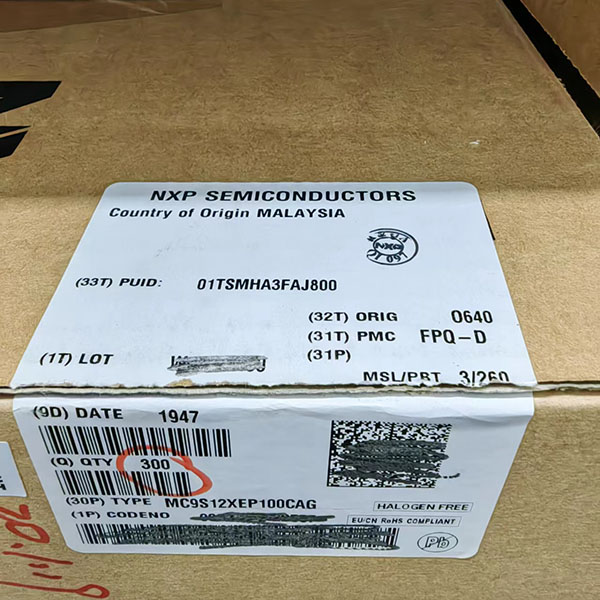 NXP SEMICONDUCTORS
Country of Origin MALAYSIA
(33T) PUID: 01TSMHA3FAJ800
(32T) ORIG 0640
(31T) PMC FPQ-D
(1T) LOT (31P)
MSL/PBT 3/260
(9D) DATE 1947
(Q) QTY 300
(30P) TYPE MC9S12XEP100CAG
HALOGEN FREE
(1P) CODENO
EU/CN RoHS COMPLIANT
Pb